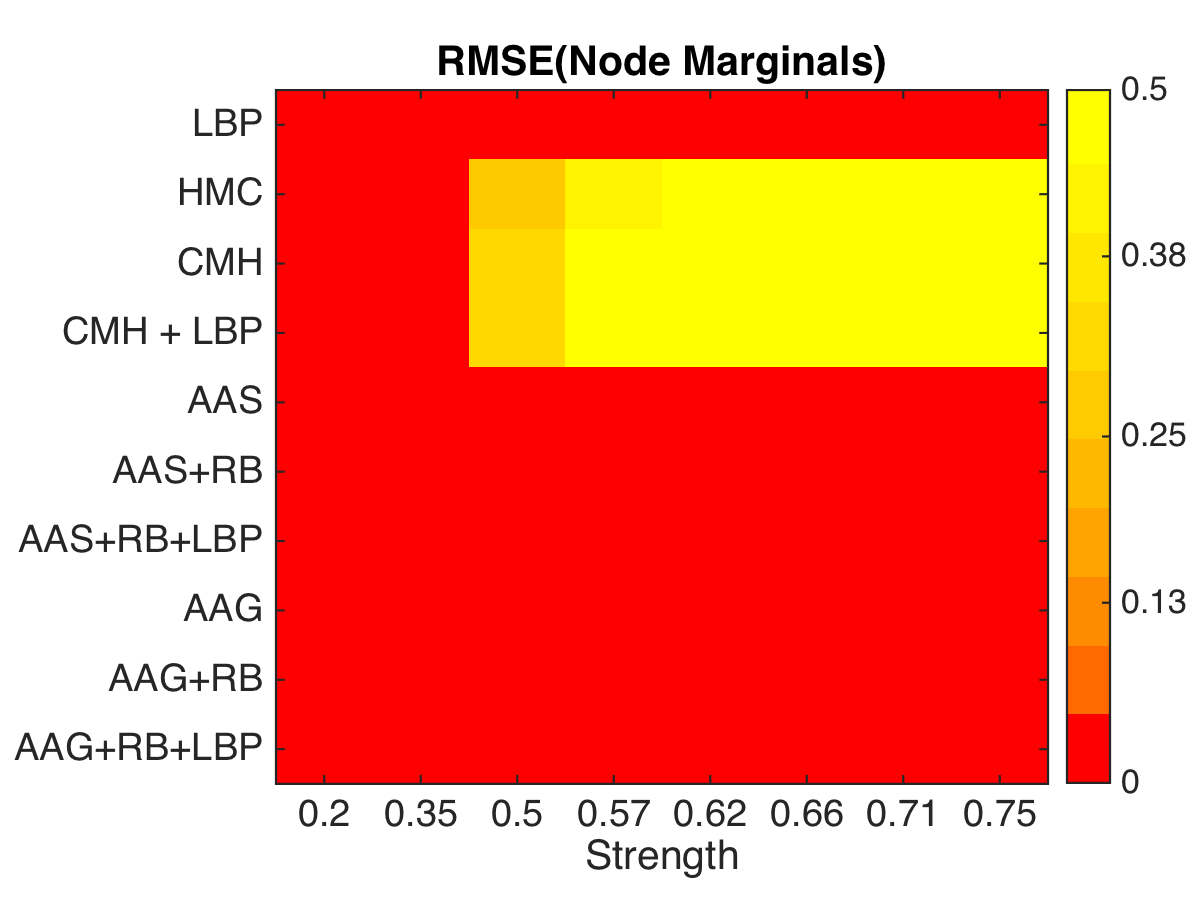 RMSE(Node Marginals)
LBP
HMC
CMH
CMH + LBP
AAS
AAS+RB
AAS+RB+LBP
AAG
AAG+RB
AAG+RB+LBP
0.2 0.35 0.5 0.57 0.62 0.66 0.71 0.75
Strength
0.5
0.38
0.25
0.13
0